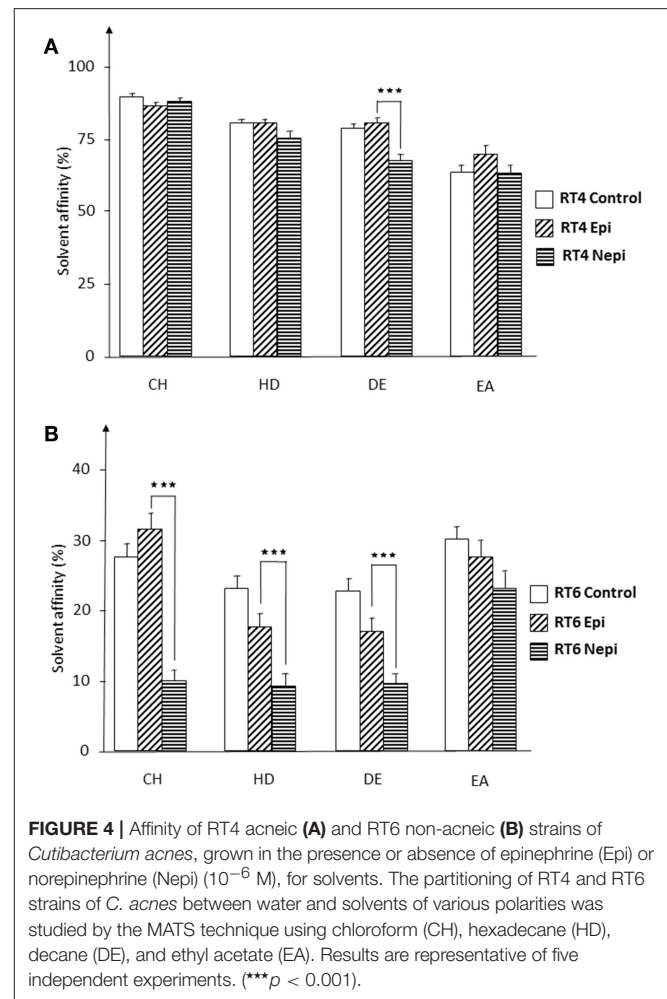 A
100
75
50
25
0
Solvent affinity (%)
★★★
RT4 Control
RT4 Epi
RT4 Nepi
CH HD DE EA
B
40
30
20
10
0
Solvent affinity (%)
★★★
★★★
★★★
RT6 Control
RT6 Epi
RT6 Nepi
CH HD DE EA
FIGURE 4 | Affinity of RT4 acneic (A) and RT6 non-acneic (B) strains of
Cutibacterium acnes, grown in the presence or absence of epinephrine (Epi) or
norepinephrine (Nepi) (10⁻⁶ M), for solvents. The partitioning of RT4 and RT6
strains of C. acnes between water and solvents of various polarities was
studied by the MATS technique using chloroform (CH), hexadecane (HD),
decane (DE), and ethyl acetate (EA). Results are representative of five
independent experiments. (★★★p < 0.001).